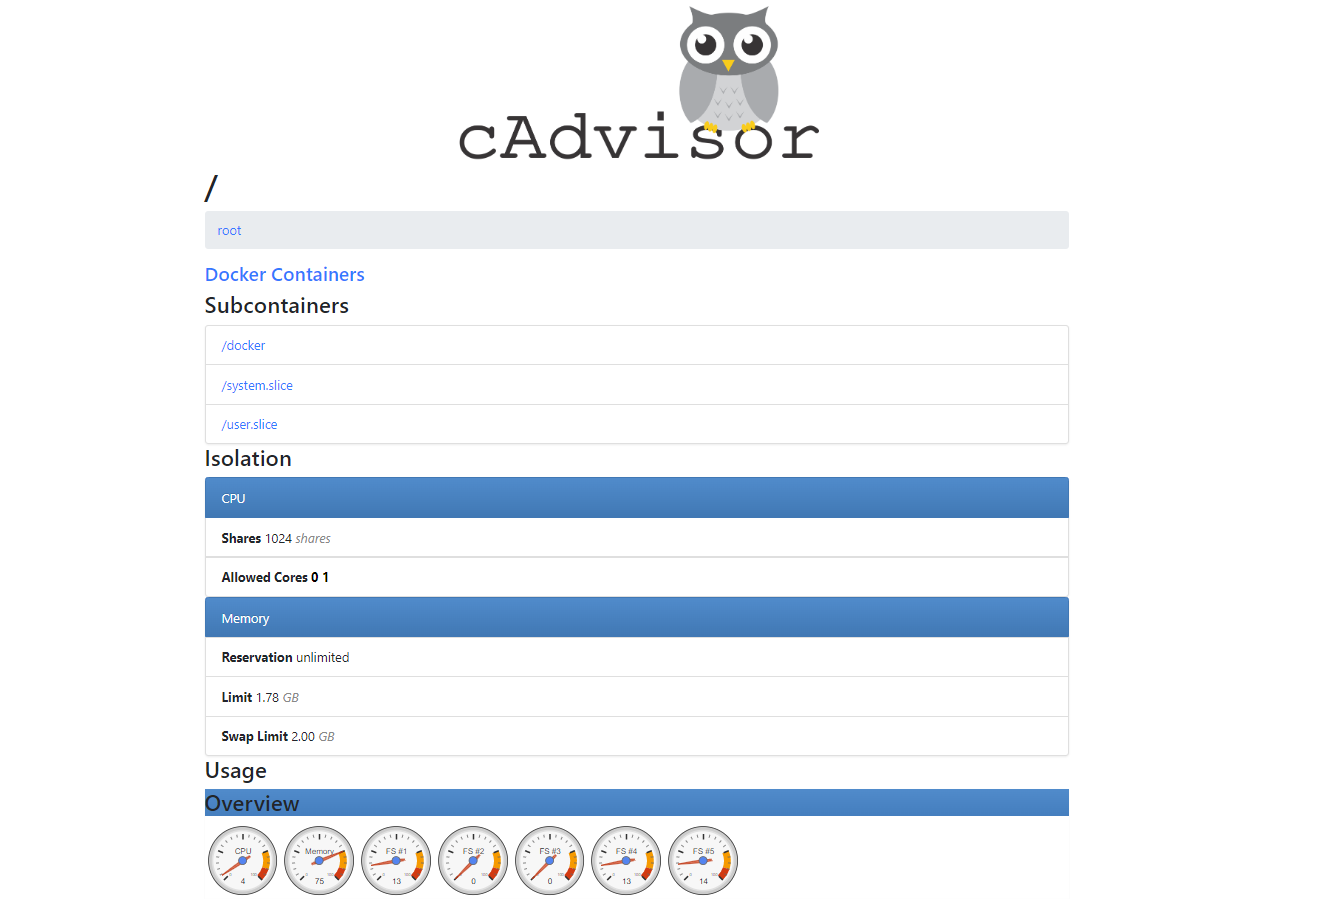 cAdvisor
/
root
Docker Containers
Subcontainers
/docker
/system.slice
/user.slice
Isolation
CPU
Shares 1024 shares
Allowed Cores 0 1
Memory
Reservation unlimited
Limit 1.78 GB
Swap Limit 2.00 GB
Usage
Overview
CPU Memory FS #1 FS #2 FS #3 FS #4 FS #5
4 75 13 0 0 13 14